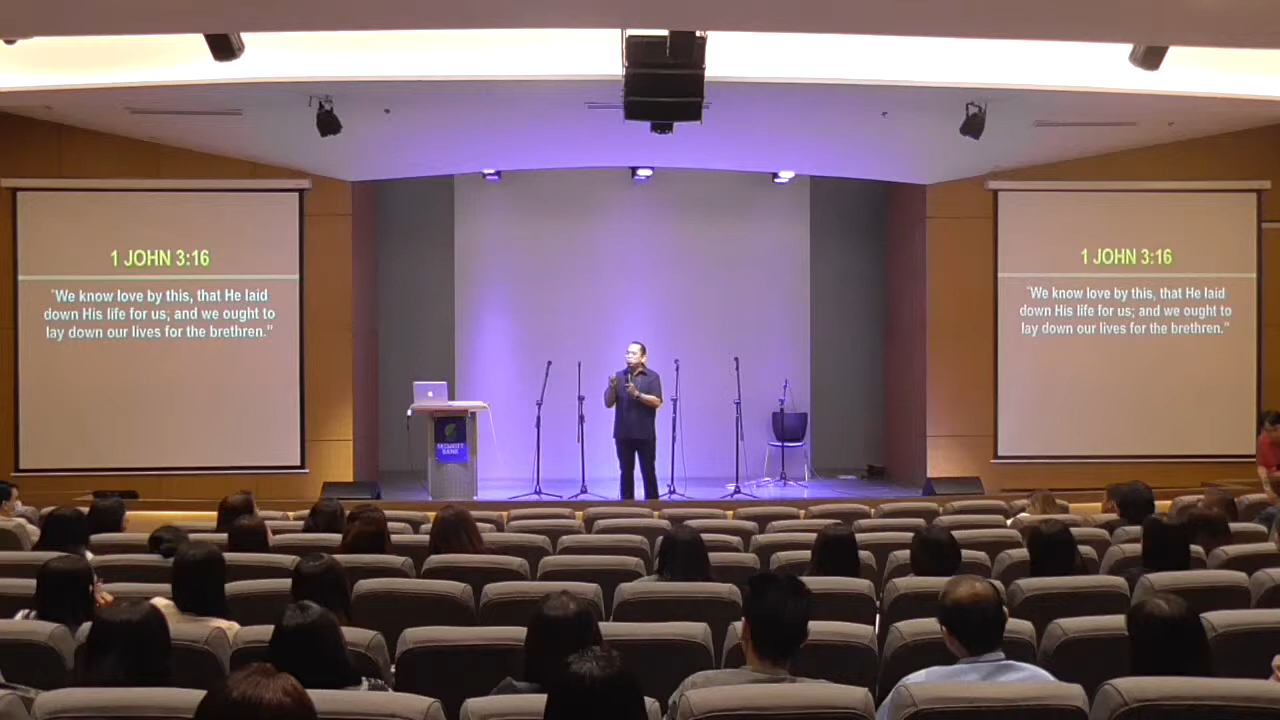 1 JOHN 3:16
"We know love by this, that He laid
down His life for us; and we ought to
lay down our lives for the brethren."
SECURITY
BANK
1 JOHN 3:16
"We know love by this, that He laid
down His life for us; and we ought to
lay down our lives for the brethren."